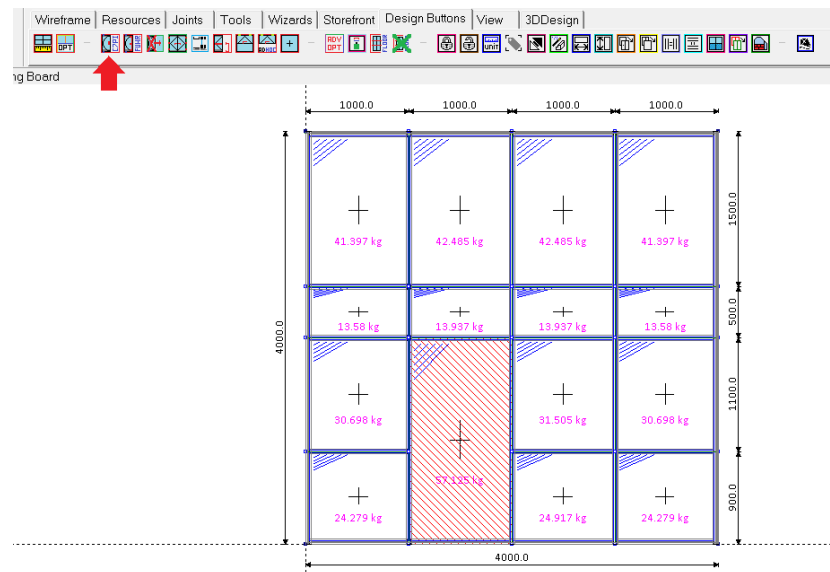 Wireframe Resources Joints Tools Wizards Storefront Design Buttons View 3DDesign
OPT
unit
ng Board
1000.0 1000.0 1000.0 1000.0
41.397 kg 42.485 kg 42.485 kg 41.397 kg
1500.0
13.58 kg 13.937 kg 13.937 kg 13.58 kg
500.0
4000.0
30.698 kg 31.505 kg 30.698 kg
1100.0
57.125 kg
24.279 kg 24.917 kg 24.279 kg
900.0
4000.0